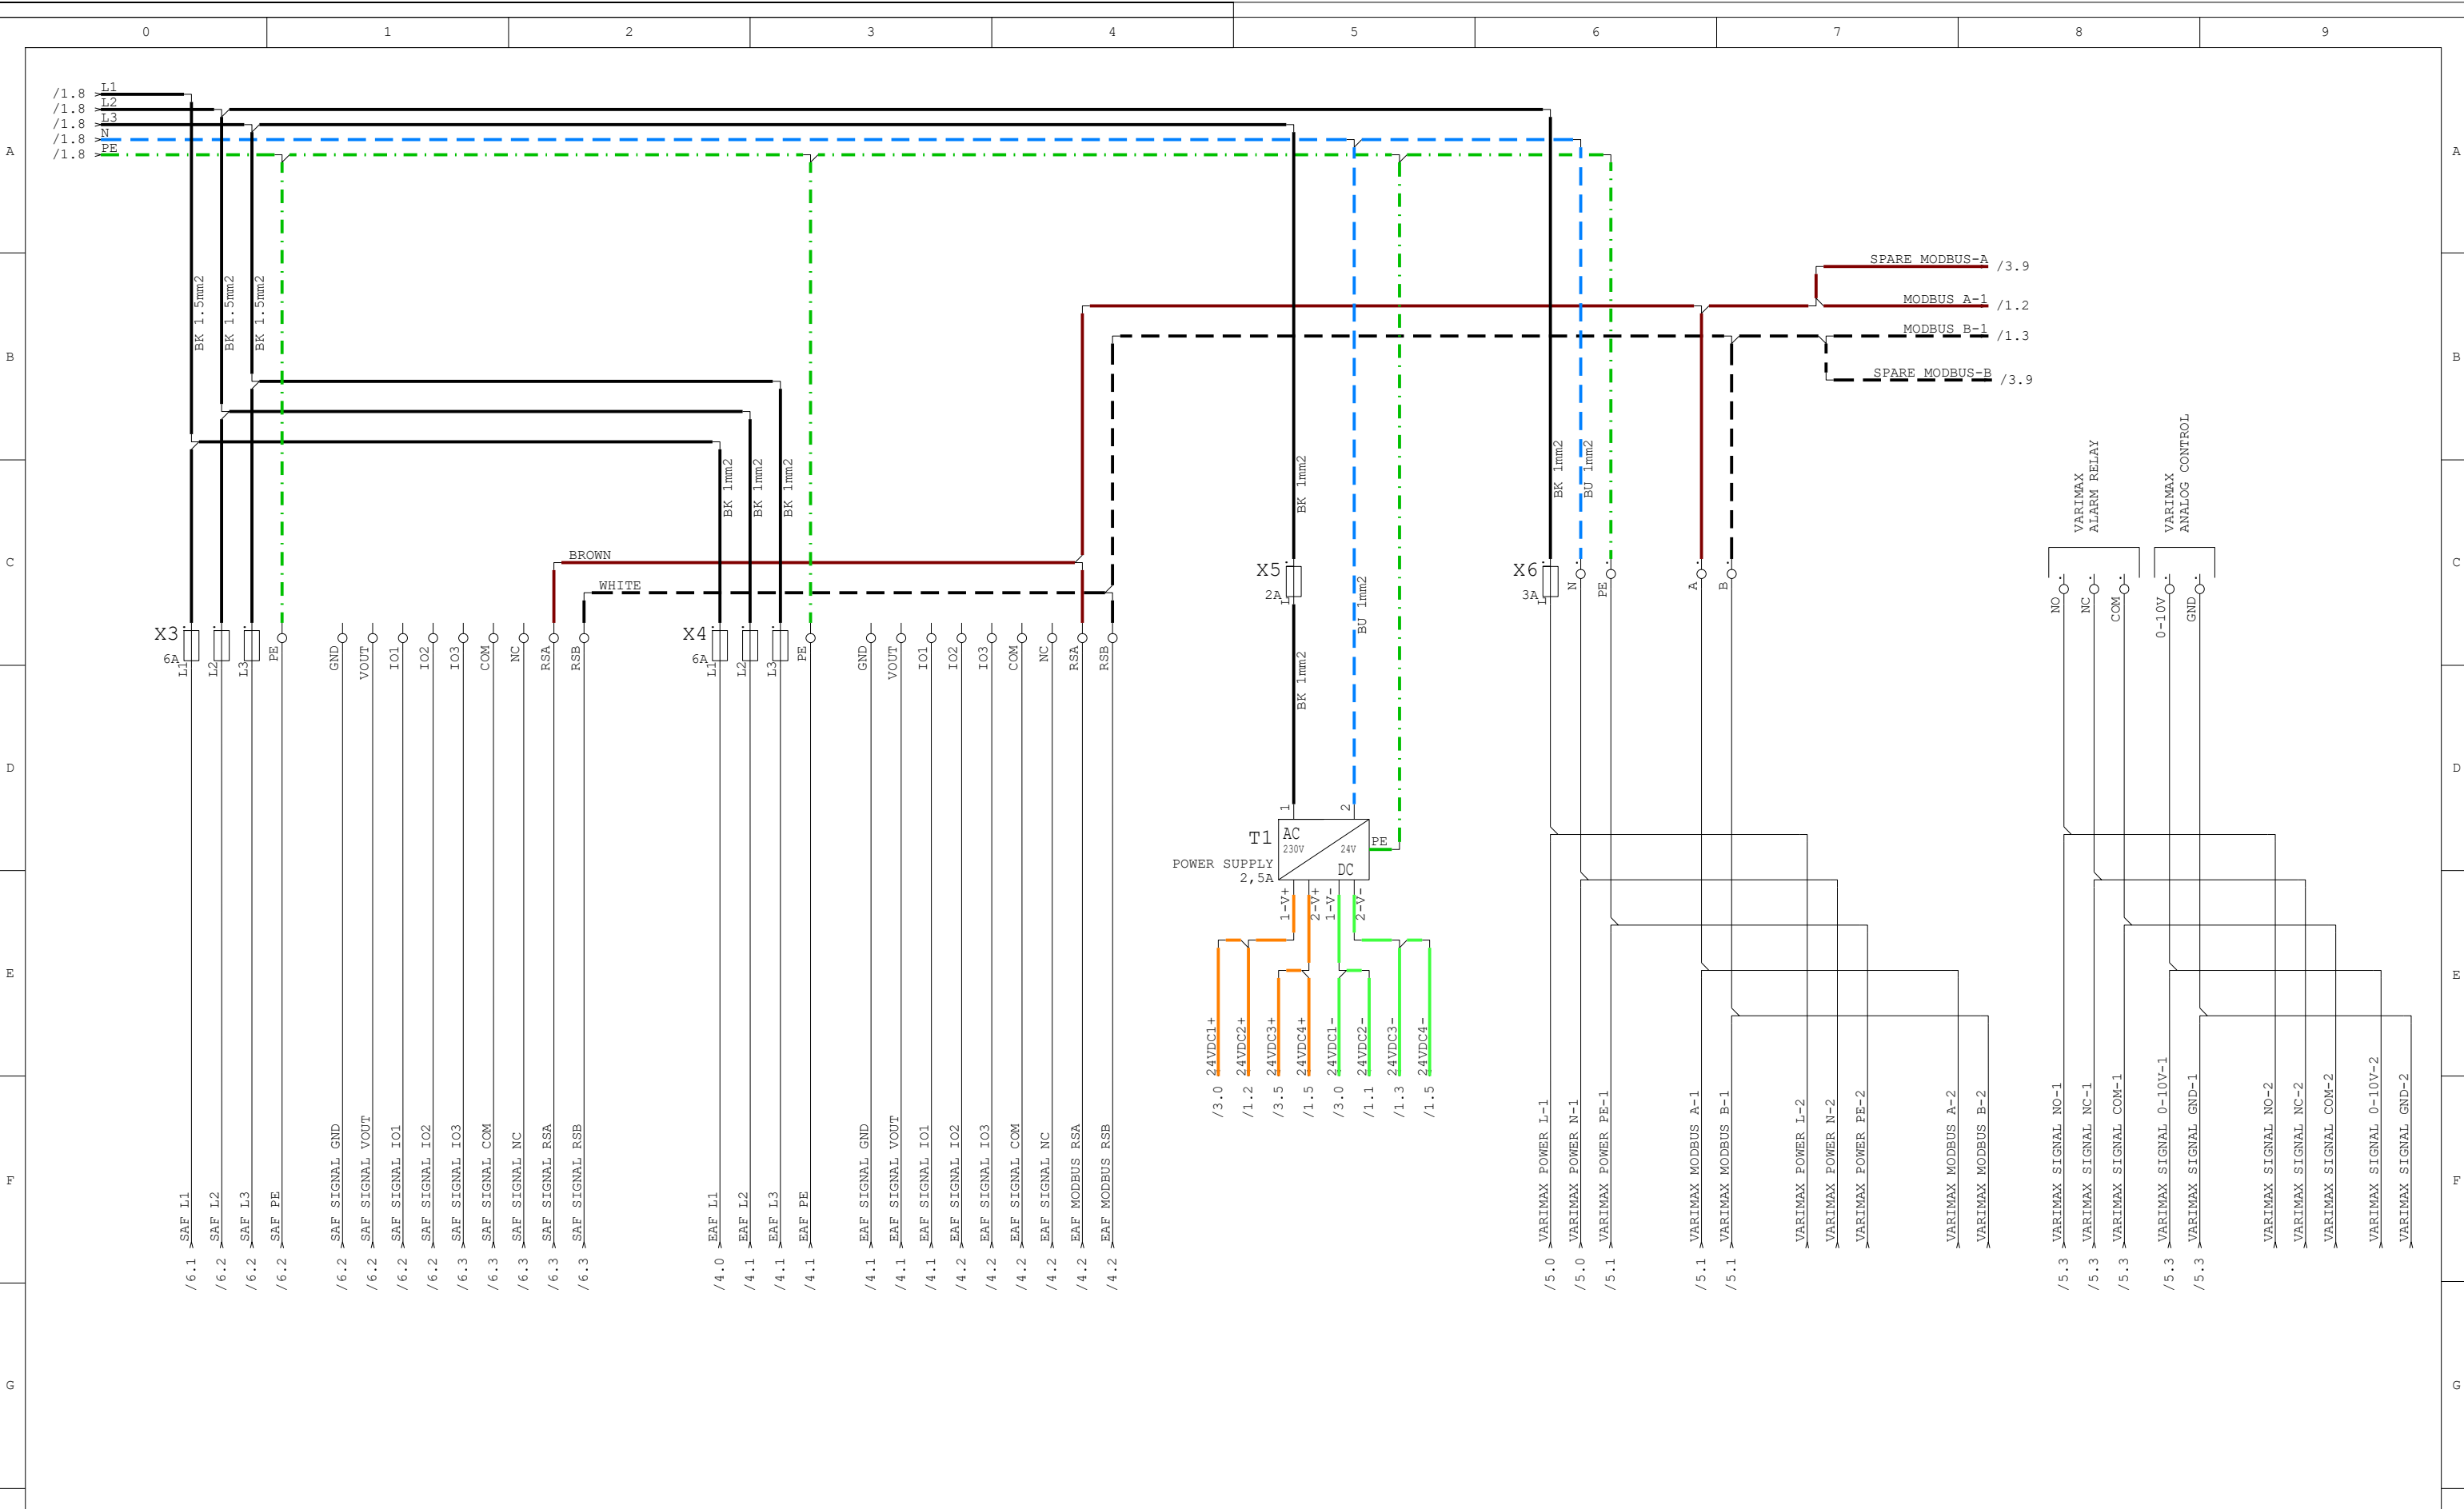 0 1 2 3 4 5 6 7 8 9
/1.8 L1
/1.8 L2
/1.8 L3
/1.8 N
/1.8 PE
A A
B B
C C
D D
E E
F F
G G
BK 1.5mm2
BK 1.5mm2
BK 1.5mm2
SPARE MODBUS-A /3.9
MODBUS A-1 /1.2
MODBUS B-1 /1.3
SPARE MODBUS-B /3.9
BK 1mm2
BK 1mm2
BK 1mm2
BK 1mm2
BK 1mm2
BU 1mm2
VARIMAX
ALARM RELAY
VARIMAX
ANALOG CONTROL
BROWN
WHITE
BU 1mm2
BK 1mm2
X3
6A
L1
L2
L3
PE
GND
VOUT
IO1
IO2
IO3
COM
NC
RSA
RSB
X4
6A
L1
L2
L3
PE
GND
VOUT
IO1
IO2
IO3
COM
NC
RSA
RSB
X5
2A
L
X6
3A
L
N
PE
A
B
NO
NC
COM
0-10V
GND
1
2
T1
AC
230V
24V
DC
PE
POWER SUPPLY
2,5A
1-V+
2-V+
1-V-
2-V-
24VDC1+
24VDC2+
24VDC3+
24VDC4+
24VDC1-
24VDC2-
24VDC3-
24VDC4-
/3.0
/1.2
/3.5
/1.5
/3.0
/1.1
/1.3
/1.5
SAF L1
SAF L2
SAF L3
SAF PE
SAF SIGNAL GND
SAF SIGNAL VOUT
SAF SIGNAL IO1
SAF SIGNAL IO2
SAF SIGNAL IO3
SAF SIGNAL COM
SAF SIGNAL NC
SAF SIGNAL RSA
SAF SIGNAL RSB
EAF L1
EAF L2
EAF L3
EAF PE
EAF SIGNAL GND
EAF SIGNAL VOUT
EAF SIGNAL IO1
EAF SIGNAL IO2
EAF SIGNAL IO3
EAF SIGNAL COM
EAF SIGNAL NC
EAF MODBUS RSA
EAF MODBUS RSB
VARIMAX POWER L-1
VARIMAX POWER N-1
VARIMAX POWER PE-1
VARIMAX MODBUS A-1
VARIMAX MODBUS B-1
VARIMAX POWER L-2
VARIMAX POWER N-2
VARIMAX POWER PE-2
VARIMAX MODBUS A-2
VARIMAX MODBUS B-2
VARIMAX SIGNAL NO-1
VARIMAX SIGNAL NC-1
VARIMAX SIGNAL COM-1
VARIMAX SIGNAL 0-10V-1
VARIMAX SIGNAL GND-1
VARIMAX SIGNAL NO-2
VARIMAX SIGNAL NC-2
VARIMAX SIGNAL COM-2
VARIMAX SIGNAL 0-10V-2
VARIMAX SIGNAL GND-2
/6.1
/6.2
/6.2
/6.2
/6.2
/6.2
/6.2
/6.2
/6.3
/6.3
/6.3
/6.3
/6.3
/4.0
/4.1
/4.1
/4.1
/4.1
/4.1
/4.1
/4.2
/4.2
/4.2
/4.2
/4.2
/4.2
/5.0
/5.0
/5.1
/5.1
/5.1
/5.3
/5.3
/5.3
/5.3
/5.3